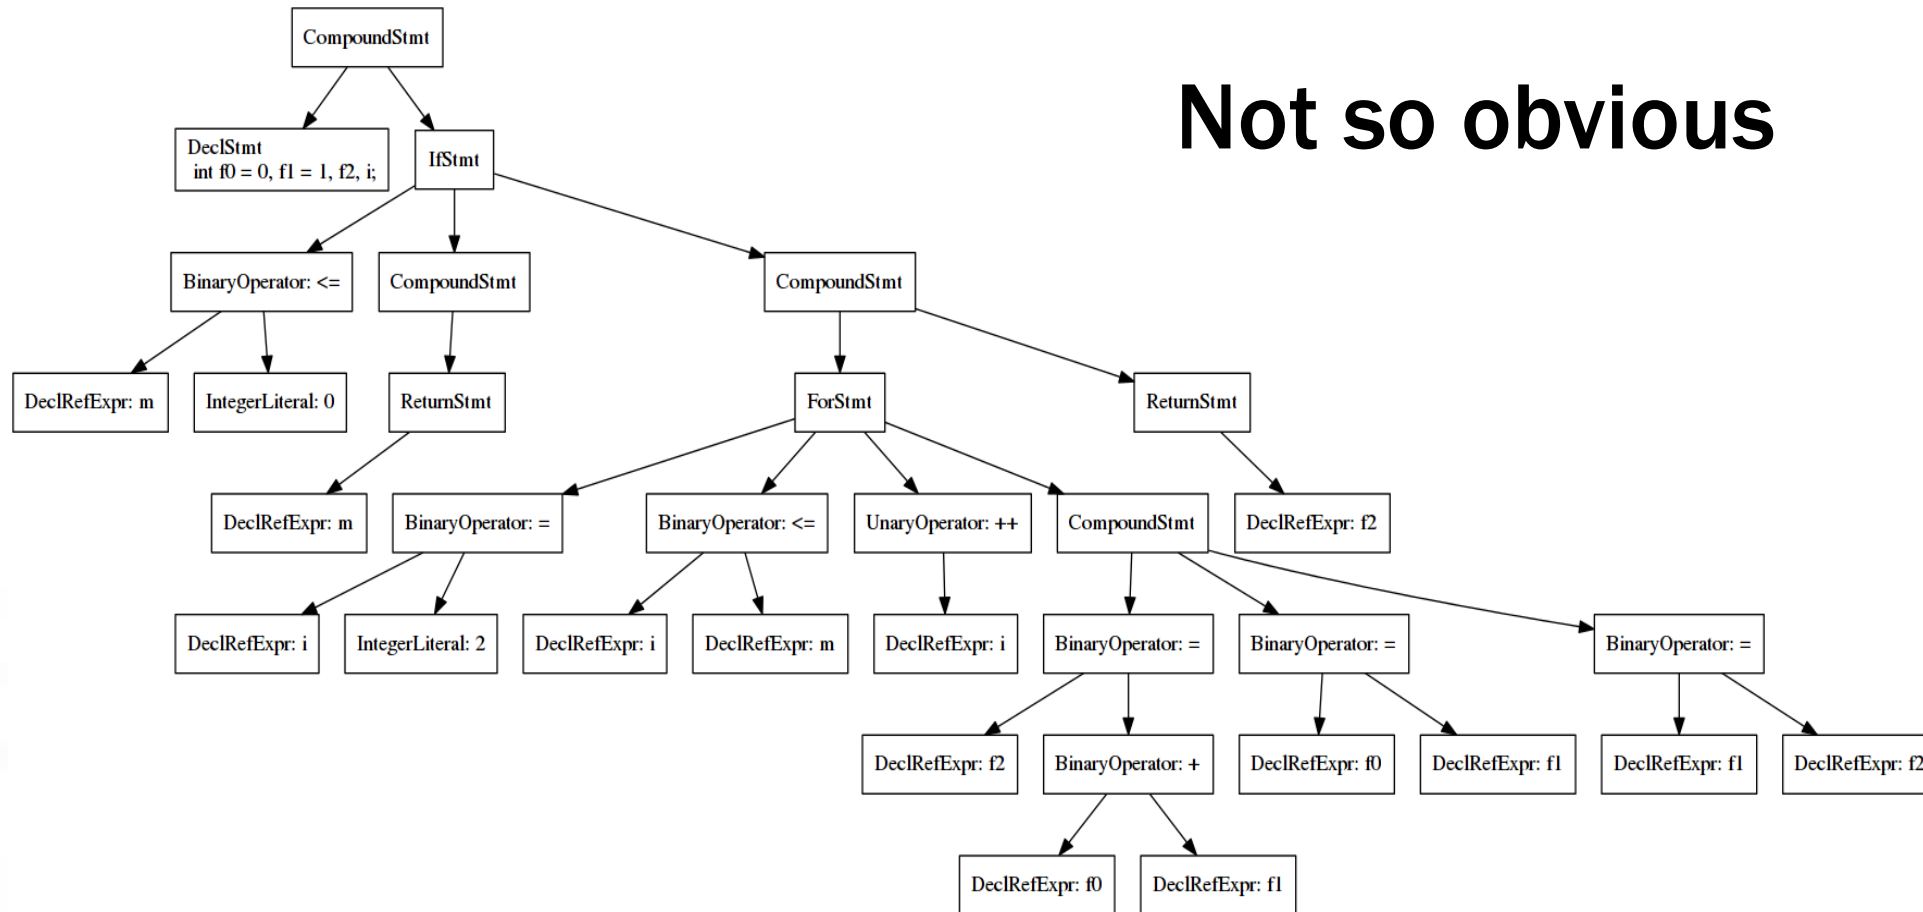 CompoundStmt
Not so obvious
DeclStmt
int f0 = 0, f1 = 1, f2, i;
IfStmt
BinaryOperator: <=
CompoundStmt
CompoundStmt
DeclRefExpr: m
IntegerLiteral: 0
ReturnStmt
ForStmt
ReturnStmt
DeclRefExpr: m
BinaryOperator: =
BinaryOperator: <=
UnaryOperator: ++
CompoundStmt
DeclRefExpr: f2
DeclRefExpr: i
IntegerLiteral: 2
DeclRefExpr: i
DeclRefExpr: m
DeclRefExpr: i
BinaryOperator: =
BinaryOperator: =
BinaryOperator: =
DeclRefExpr: f2
BinaryOperator: +
DeclRefExpr: f0
DeclRefExpr: f1
DeclRefExpr: f1
DeclRefExpr: f2
DeclRefExpr: f0
DeclRefExpr: f1